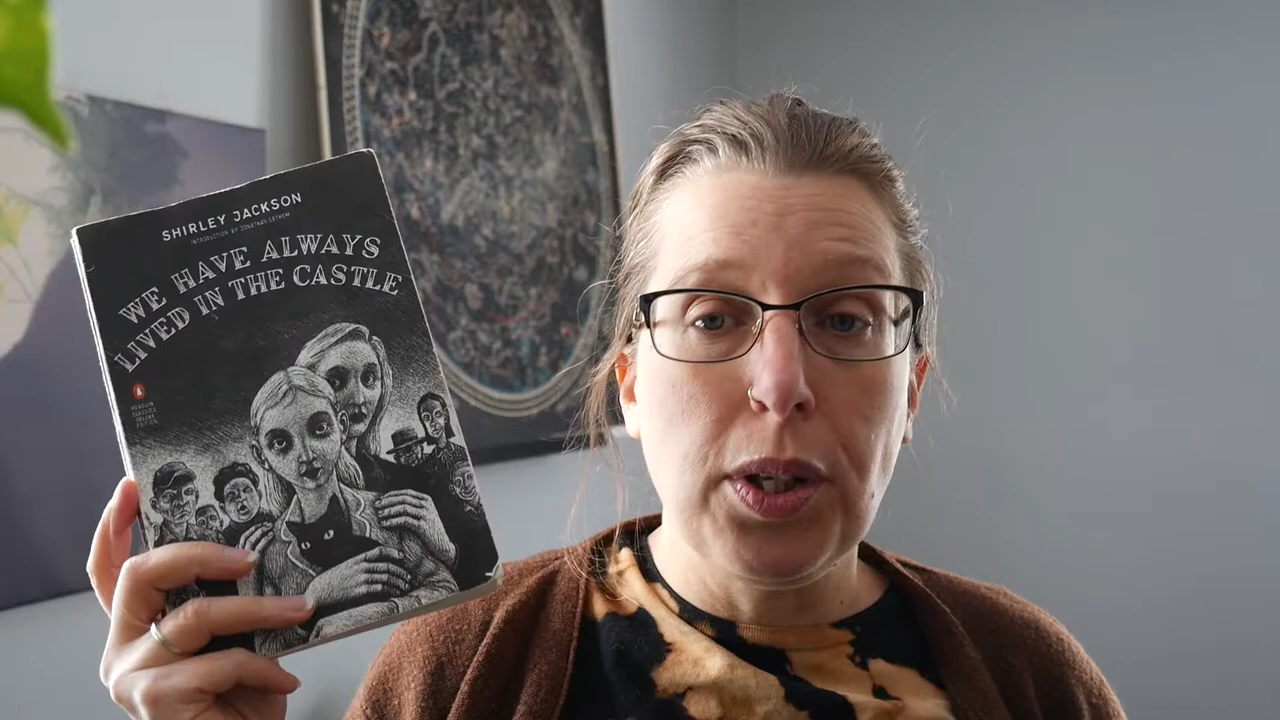 SHIRLEY JACKSON
INTRODUCTION BY JONATHAN LETHEM
WE HAVE ALWAYS
LIVED IN THE CASTLE
PENGUIN
CLASSICS
DELUXE
EDITION